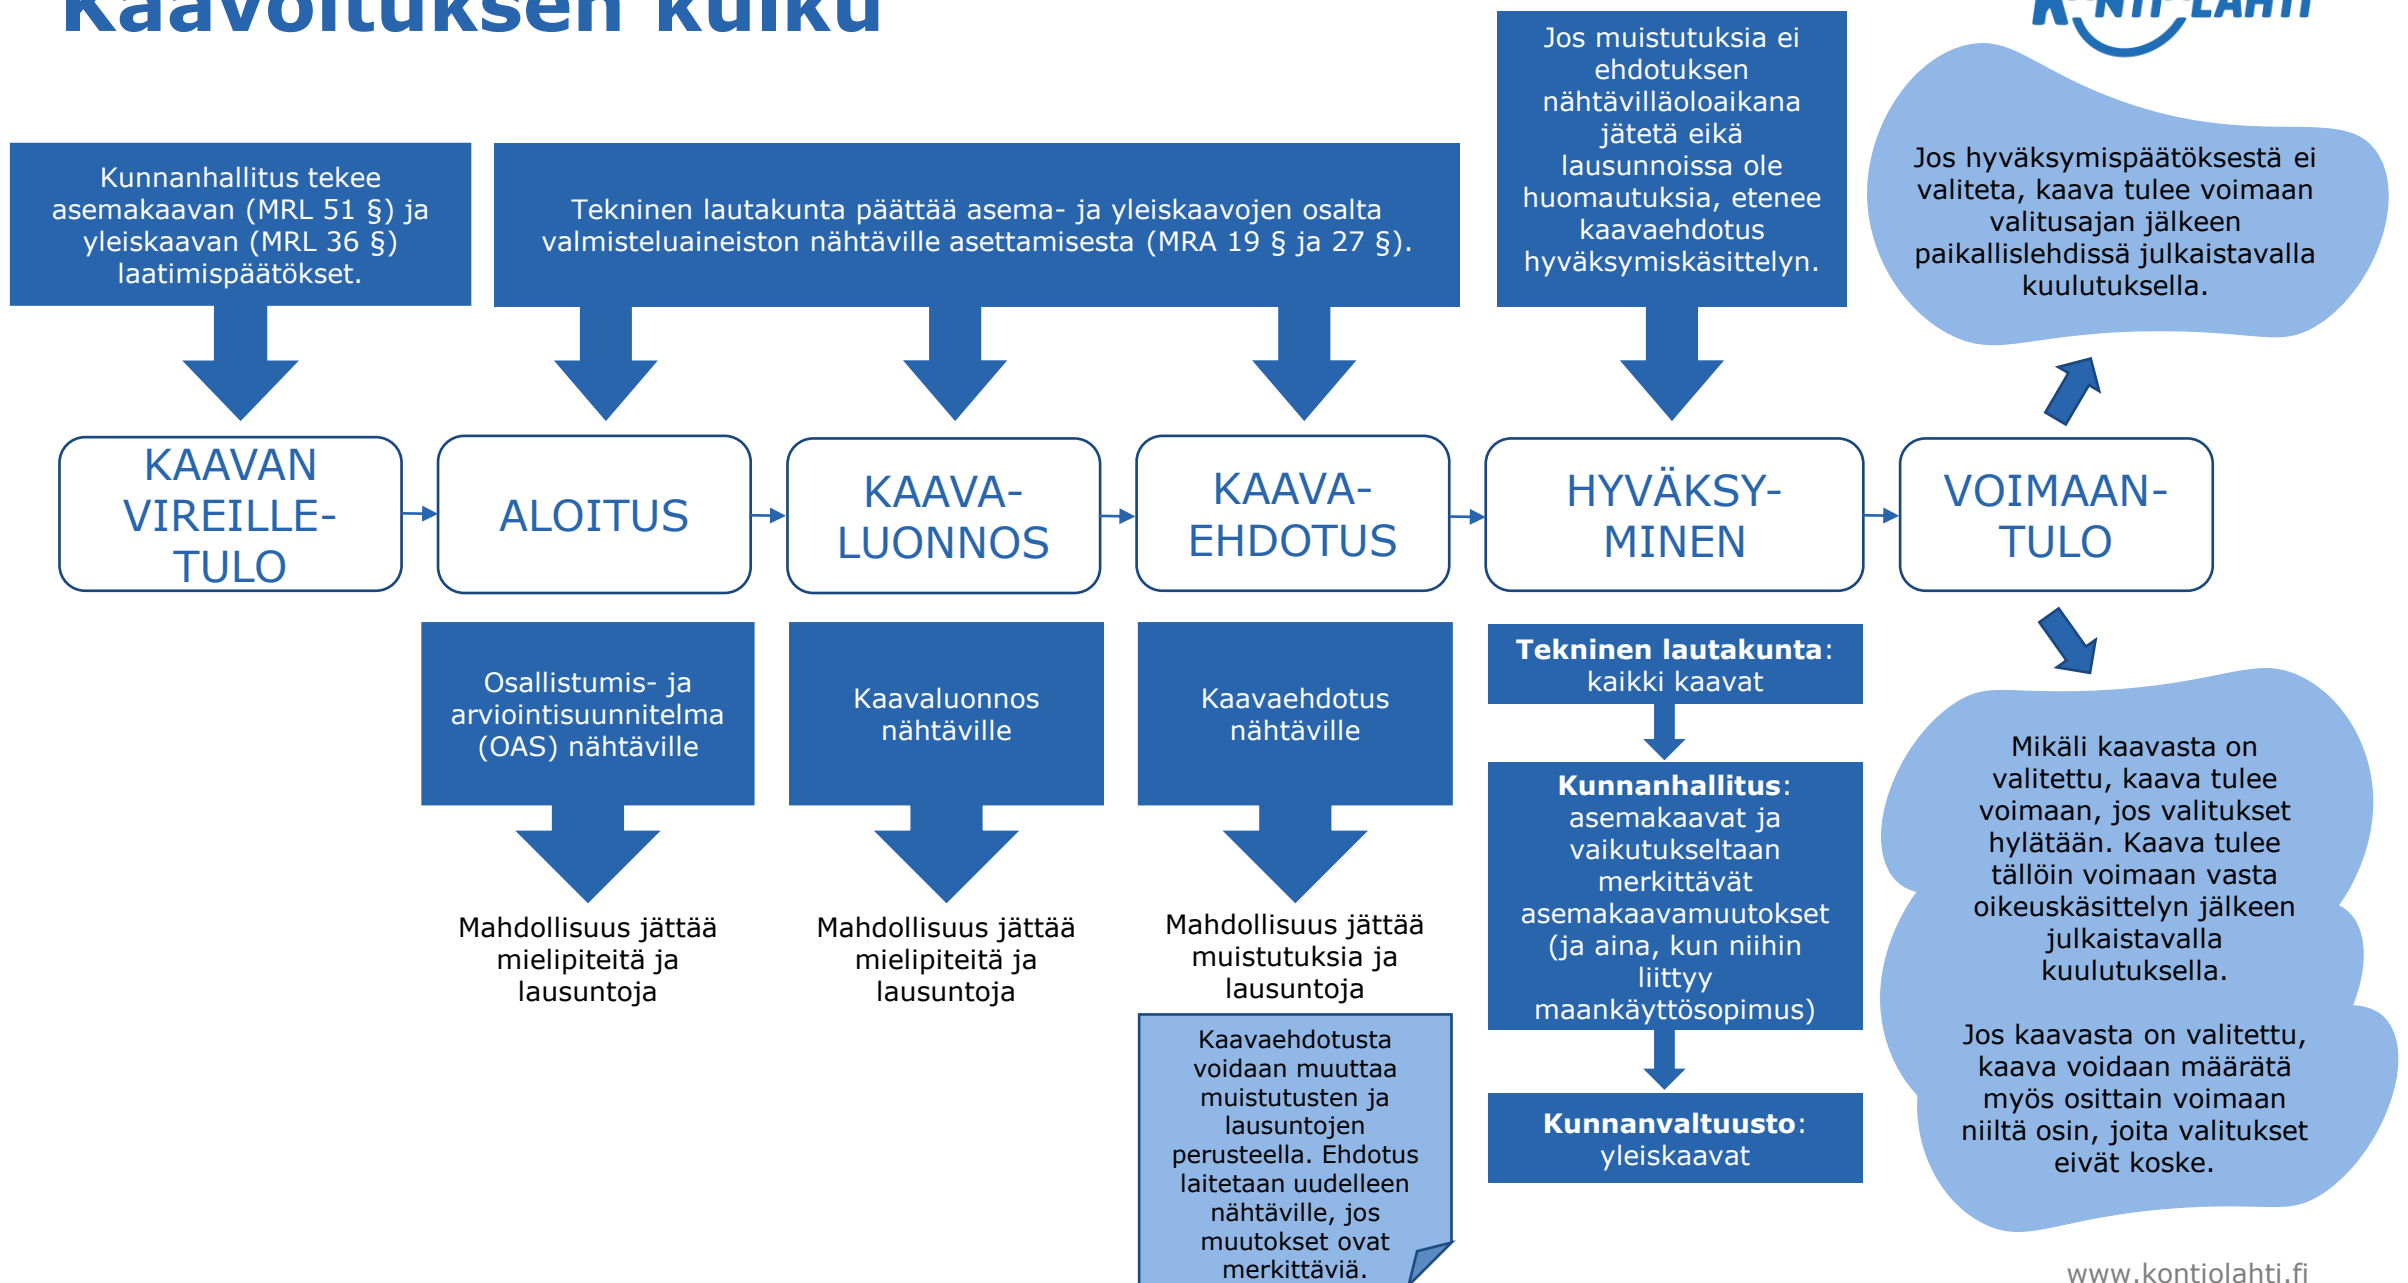 Kaavoituksen kulku
KONTIOLAHTI
Kunnanhallitus tekee
asemakaavan (MRL 51 §) ja
yleiskaavan (MRL 36 §)
laatimispäätökset.
Tekninen lautakunta päättää asema- ja yleiskaavojen osalta
valmisteluaineiston nähtäville asettamisesta (MRA 19 § ja 27 §).
Jos muistutuksia ei
ehdotuksen
nähtävilläoloaikana
jätetä eikä
lausunnoissa ole
huomautuksia, etenee
kaavaehdotus
hyväksymiskäsittelyn.
Jos hyväksymispäätöksestä ei
valiteta, kaava tulee voimaan
valitusajan jälkeen
paikallislehdissä julkaistavalla
kuulutuksella.
KAAVAN
VIREILLE-
TULO
ALOITUS
KAAVA-
LUONNOS
KAAVA-
EHDOTUS
HYVÄKSY-
MINEN
VOIMAAN-
TULO
Osallistumis- ja
arviointisuunnitelma
(OAS) nähtäville
Mahdollisuus jättää
mielipiteitä ja
lausuntoja
Kaavaluonnos
nähtäville
Mahdollisuus jättää
mielipiteitä ja
lausuntoja
Kaavaehdotus
nähtäville
Mahdollisuus jättää
muistutuksia ja
lausuntoja
Kaavaehdotusta
voidaan muuttaa
muistutusten ja
lausuntojen
perusteella. Ehdotus
laitetaan uudelleen
nähtäville, jos
muutokset ovat
merkittäviä.
Tekninen lautakunta:
kaikki kaavat
Kunnanhallitus:
asemakaavat ja
vaikutukseltaan
merkittävät
asemakaavamuutokset
(ja aina, kun niihin
liittyy
maankäyttösopimus)
Kunnanvaltuusto:
yleiskaavat
Mikäli kaavasta on
valitettu, kaava tulee
voimaan, jos valitukset
hylätään. Kaava tulee
tällöin voimaan vasta
oikeuskäsittelyn jälkeen
julkaistavalla
kuulutuksella.
Jos kaavasta on valitettu,
kaava voidaan määrätä
myös osittain voimaan
niiltä osin, joita valitukset
eivät koske.
www.kontiolahti.fi